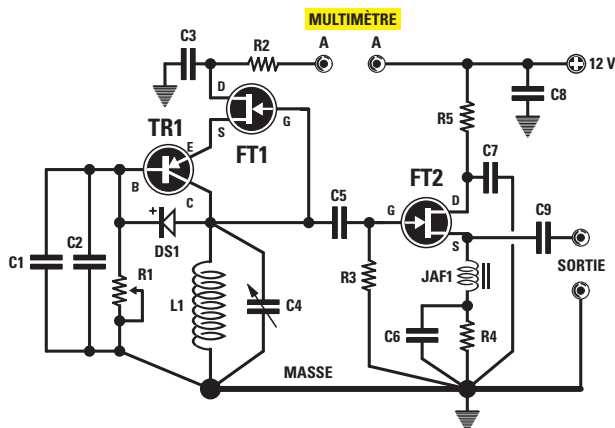 MULTIMÈTRE
C3
R2
A
A
12 V
D
C8
TR1
S
G
R5
E
FT1
C7
B
C
C5
FT2
G
D
C9
+
DS1
S
C1
C2
R1
R3
JAF1
SORTIE
L1
C4
C6
R4
MASSE